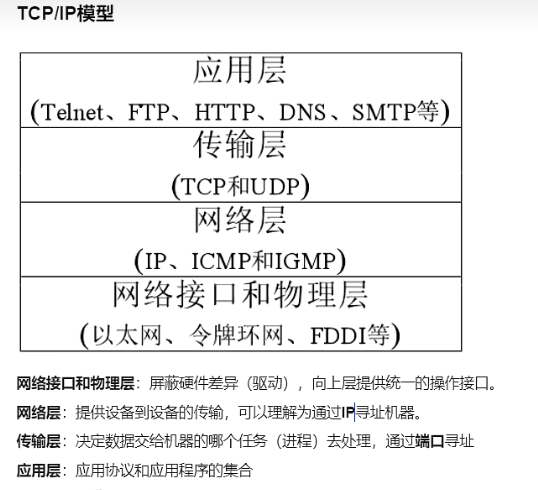 TCP/IP模型
应用层
(Telnet、FTP、HTTP、DNS、SMTP等)
传输层
(TCP和UDP)
网络层
(IP、ICMP和IGMP)
网络接口和物理层
(以太网、令牌环网、FDDI等)
网络接口和物理层：屏蔽硬件差异（驱动），向上层提供统一的操作接口。
网络层：提供设备到设备的传输，可以理解为通过IP寻址机器。
传输层：决定数据交给机器的哪个任务（进程）去处理，通过端口寻址
应用层：应用协议和应用程序的集合